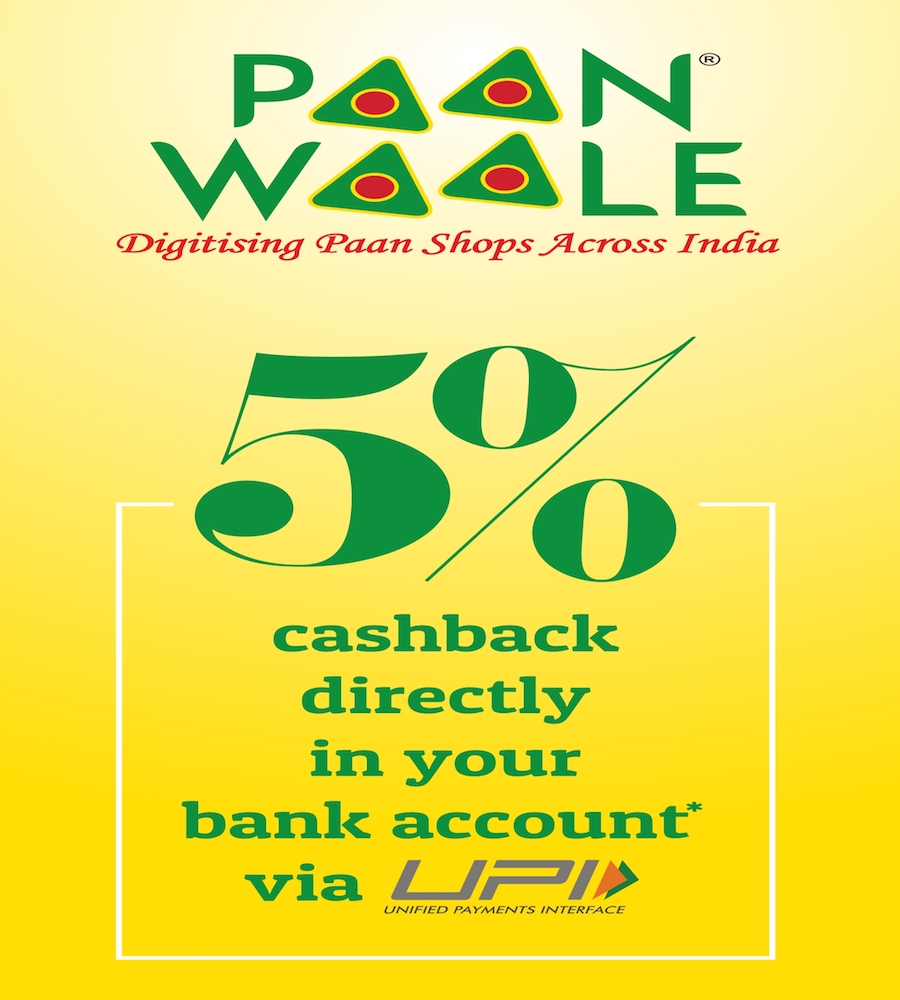 PAAN®
WAALE
Digitising Paan Shops Across India
5%
cashback
directly
in your
bank account*
via UPI
UNIFIED PAYMENTS INTERFACE